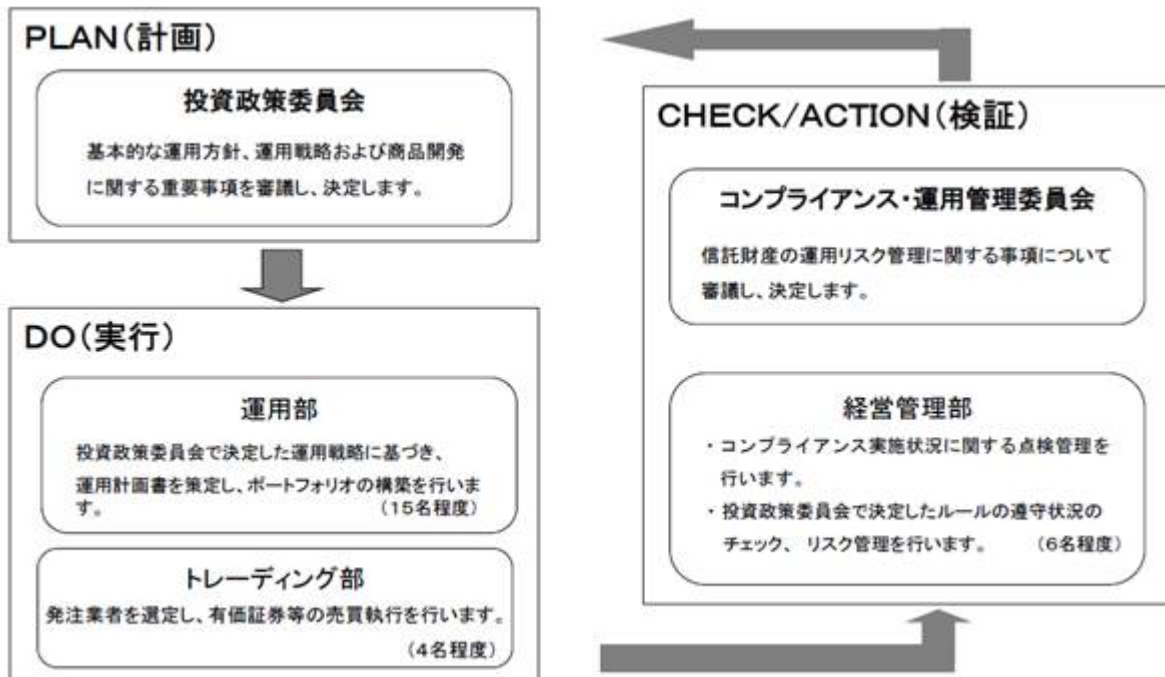 PLAN(計画)
投資政策委員会
基本的な運用方針、運用戦略および商品開発
に関する重要事項を審議し、決定します。
DO(実行)
運用部
投資政策委員会で決定した運用戦略に基づき、
運用計画書を策定し、ポートフォリオの構築を行いま
す。 (15名程度)
トレーディング部
発注業者を選定し、有価証券等の売買執行を行います。
(4名程度)
CHECK/ACTION(検証)
コンプライアンス・運用管理委員会
信託財産の運用リスク管理に関する事項について
審議し、決定します。
経営管理部
・コンプライアンス実施状況に関する点検管理を
行います。
・投資政策委員会で決定したルールの遵守状況の
チェック、 リスク管理を行います。 (6名程度)